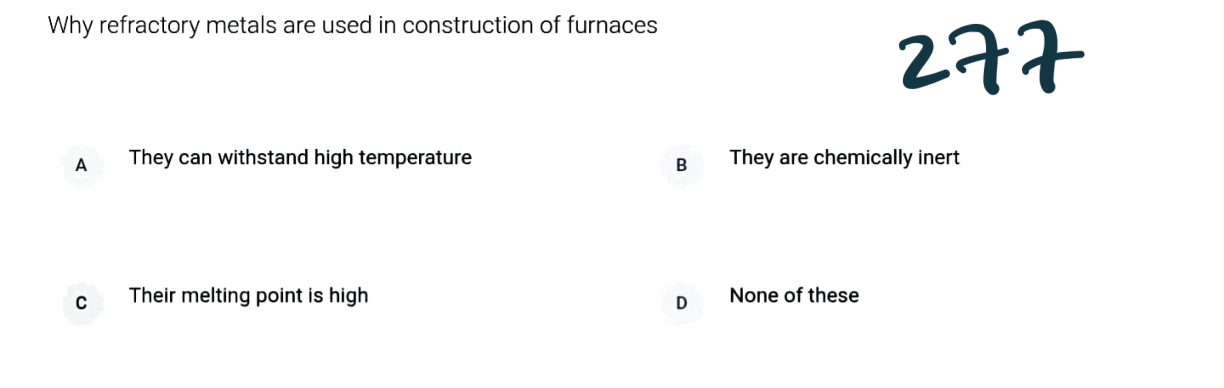 Why refractory metals are used in construction of furnaces
277
A They can withstand high temperature
B They are chemically inert
C Their melting point is high
D None of these